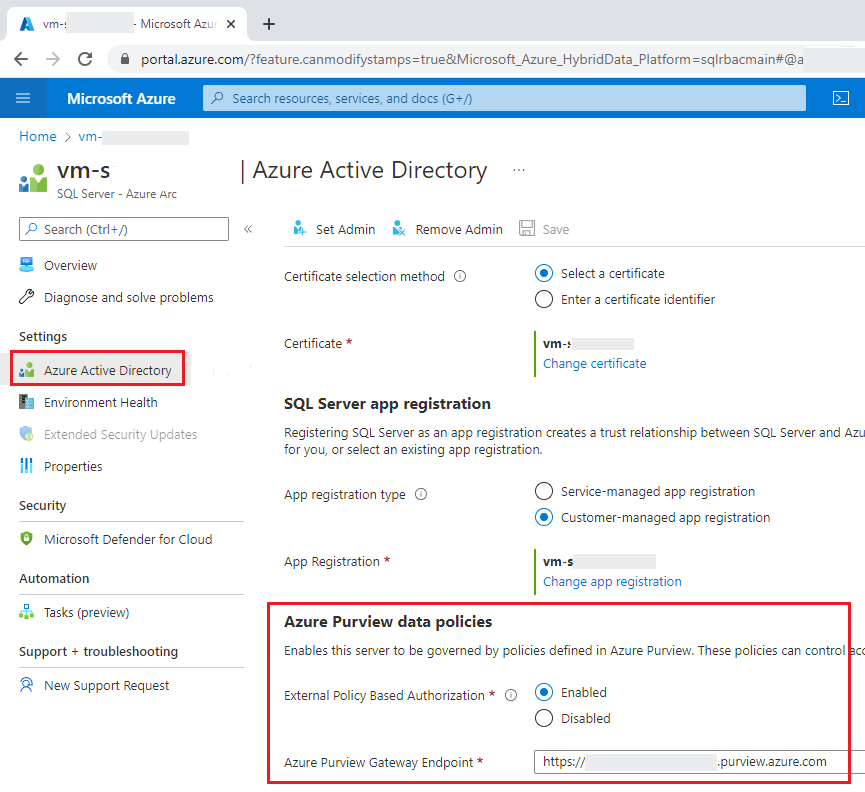 vm-s - Microsoft Azur
portal.azure.com/?feature.canmodifystamps=true&Microsoft_Azure_HybridData_Platform=sqlrbacmain#@a
Microsoft Azure
Search resources, services, and docs (G+/)
Home > vm-
vm-s | Azure Active Directory ...
SQL Server - Azure Arc
Search (Ctrl+/) «
Overview
Diagnose and solve problems
Settings
Azure Active Directory
Environment Health
Extended Security Updates
Properties
Security
Microsoft Defender for Cloud
Automation
Tasks (preview)
Support + troubleshooting
New Support Request
Set Admin Remove Admin Save
Certificate selection method
Select a certificate
Enter a certificate identifier
Certificate *
vm-s
Change certificate
SQL Server app registration
Registering SQL Server as an app registration creates a trust relationship between SQL Server and Azu
for you, or select an existing app registration.
App registration type
Service-managed app registration
Customer-managed app registration
App Registration *
vm-s
Change app registration
Azure Purview data policies
Enables this server to be governed by policies defined in Azure Purview. These policies can control acc
External Policy Based Authorization *
Enabled
Disabled
Azure Purview Gateway Endpoint *
https:// .purview.azure.com